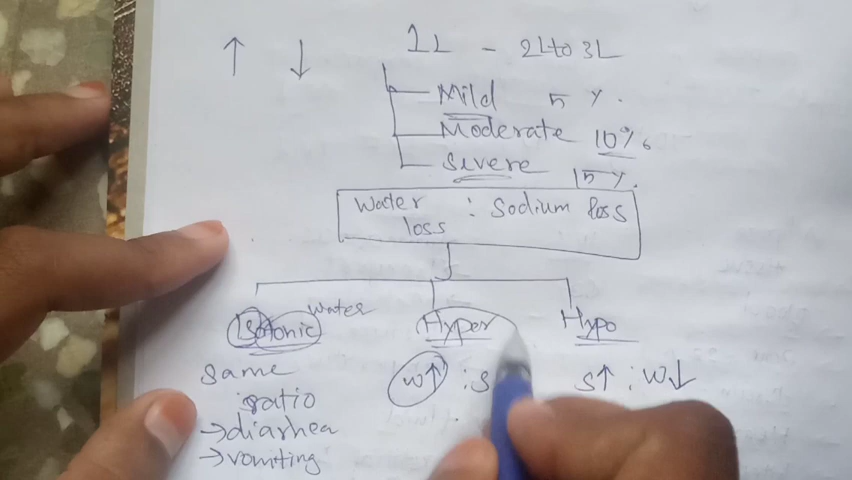 ↑ ↓ 1L - 2L to 3L
Mild 5 %.
Moderate 10%
Sivere 15 %.
Water : Sodium loss
loss
water
Isotonic Hyper Hypo
same w↑ : s s↑ : w↓
ratio
→ diarhea
→ vomiting